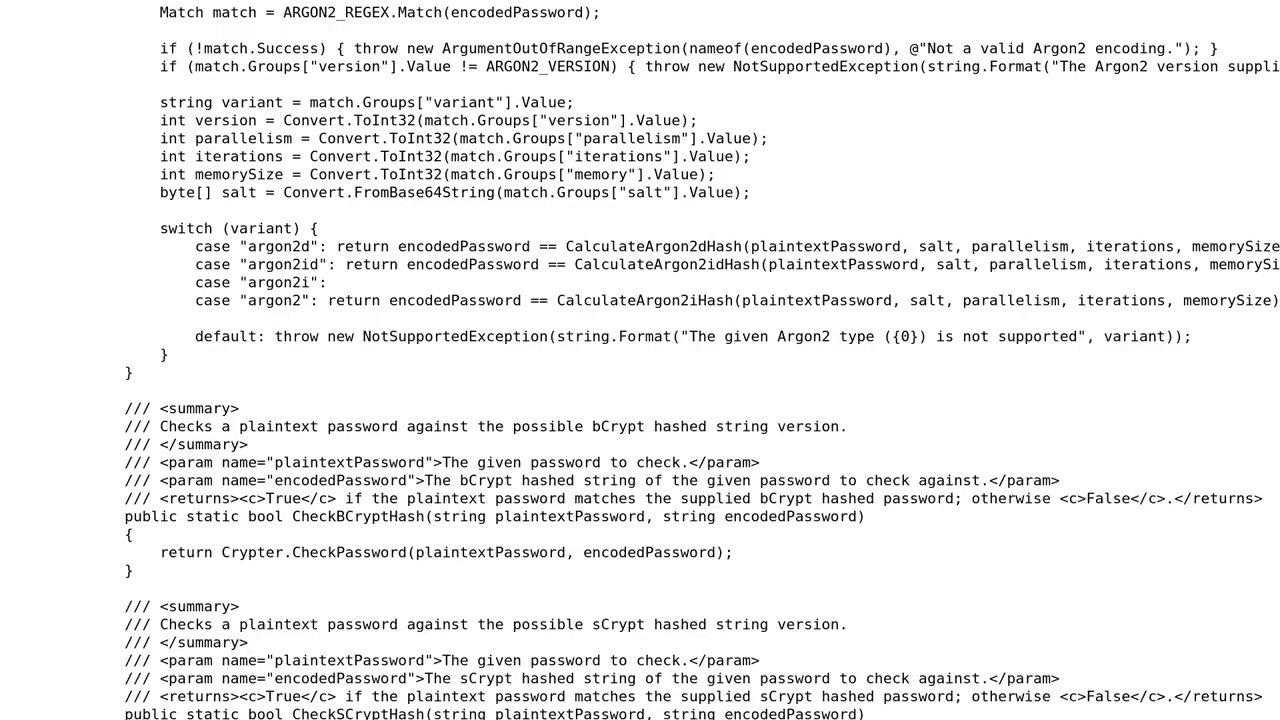 Match match = ARGON2_REGEX.Match(encodedPassword);
if (!match.Success) { throw new ArgumentOutOfRangeException(nameof(encodedPassword), @"Not a valid Argon2 encoding."); }
if (match.Groups["version"].Value != ARGON2_VERSION) { throw new NotSupportedException(string.Format("The Argon2 version suppli
string variant = match.Groups["variant"].Value;
int version = Convert.ToInt32(match.Groups["version"].Value);
int parallelism = Convert.ToInt32(match.Groups["parallelism"].Value);
int iterations = Convert.ToInt32(match.Groups["iterations"].Value);
int memorySize = Convert.ToInt32(match.Groups["memory"].Value);
byte[] salt = Convert.FromBase64String(match.Groups["salt"].Value);
switch (variant) {
case "argon2d": return encodedPassword == CalculateArgon2dHash(plaintextPassword, salt, parallelism, iterations, memorySize
case "argon2id": return encodedPassword == CalculateArgon2idHash(plaintextPassword, salt, parallelism, iterations, memorySi
case "argon2i":
case "argon2": return encodedPassword == CalculateArgon2iHash(plaintextPassword, salt, parallelism, iterations, memorySize)
default: throw new NotSupportedException(string.Format("The given Argon2 type ({0}) is not supported", variant));
}
}
/// <summary>
/// Checks a plaintext password against the possible bCrypt hashed string version.
/// </summary>
/// <param name="plaintextPassword">The given password to check.</param>
/// <param name="encodedPassword">The bCrypt hashed string of the given password to check against.</param>
/// <returns><c>True</c> if the plaintext password matches the supplied bCrypt hashed password; otherwise <c>False</c>.</returns>
public static bool CheckBCryptHash(string plaintextPassword, string encodedPassword)
{
return Crypter.CheckPassword(plaintextPassword, encodedPassword);
}
/// <summary>
/// Checks a plaintext password against the possible sCrypt hashed string version.
/// </summary>
/// <param name="plaintextPassword">The given password to check.</param>
/// <param name="encodedPassword">The sCrypt hashed string of the given password to check against.</param>
/// <returns><c>True</c> if the plaintext password matches the supplied sCrypt hashed password; otherwise <c>False</c>.</returns>
public static bool CheckSCryptHash(string plaintextPassword, string encodedPassword)